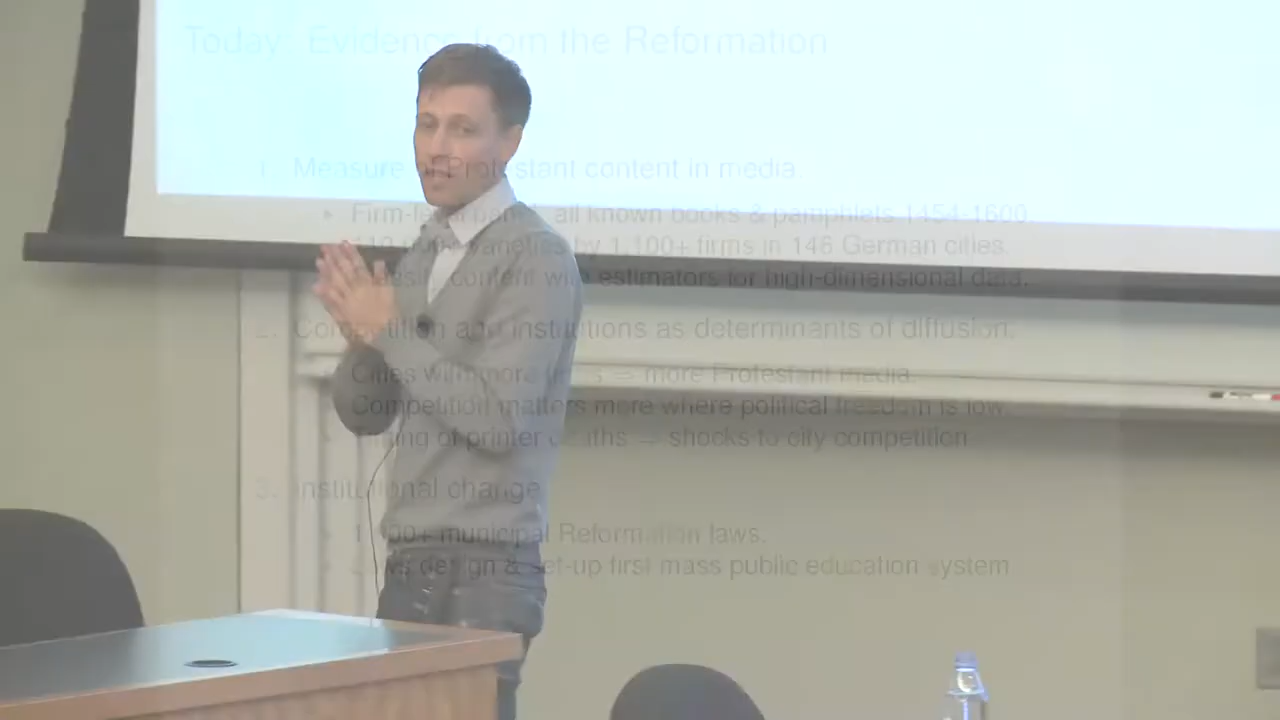 Today: Evidence from the Reformation
1. Measure of Protestant content in media.
Firm-level panel: all known books & pamphlets 1454-1600
varieties by 1,100+ firms in 146 German cities.
content with estimators for high-dimensional data.
2. Competition and institutions as determinants of diffusion.
Cities with more firms ⇒ more Protestant media.
Competition matters more where political freedom is low.
Timing of printer deaths ⇒ shocks to city competition
3. Institutional change
municipal Reformation laws.
Laws design & set-up first mass public education system